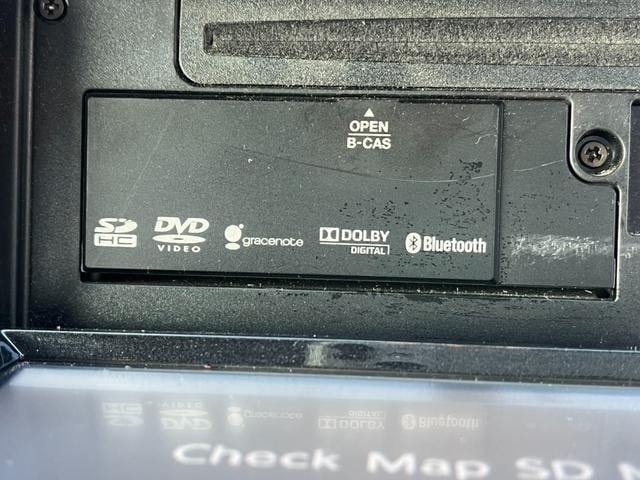 OPEN
B-CAS
SD HC
DVD VIDEO
gracenote
DOLBY DIGITAL
Bluetooth
Check Map SD